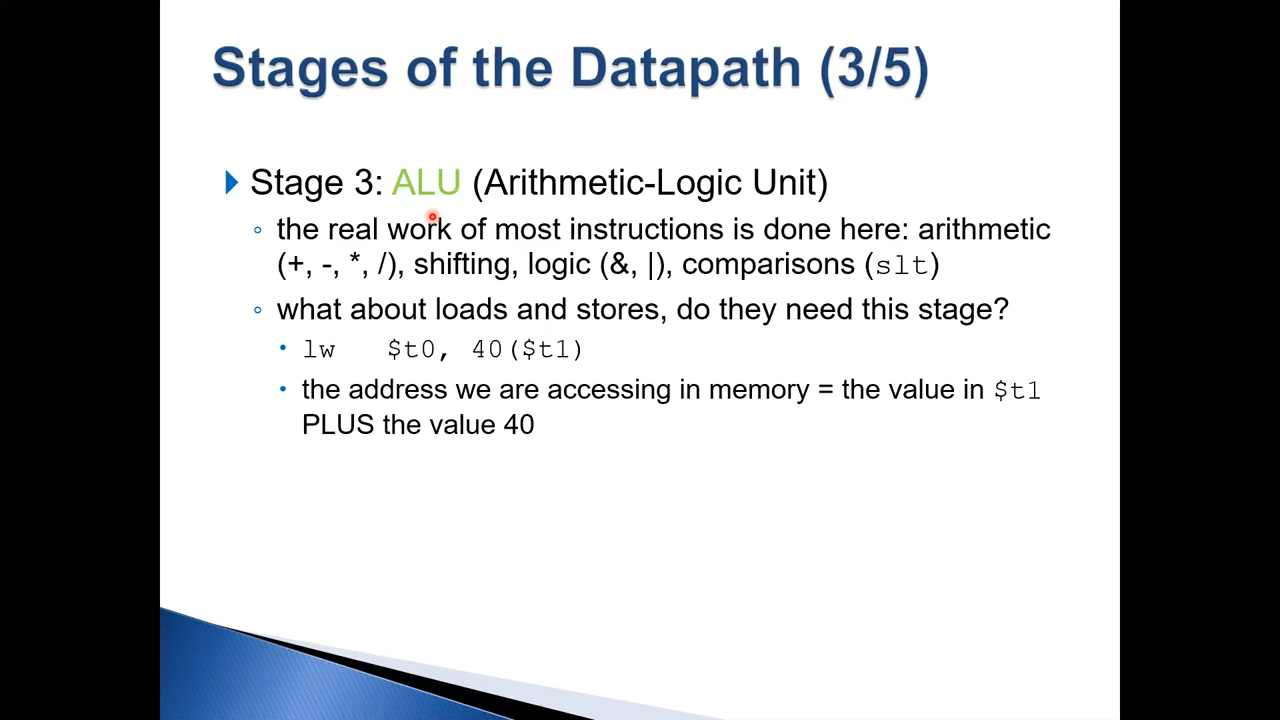 Stages of the Datapath (3/5)
Stage 3: ALU (Arithmetic-Logic Unit)
the real work of most instructions is done here: arithmetic
(+, -, *, /), shifting, logic (&, |), comparisons (slt)
what about loads and stores, do they need this stage?
lw $t0, 40($t1)
the address we are accessing in memory = the value in $t1
PLUS the value 40